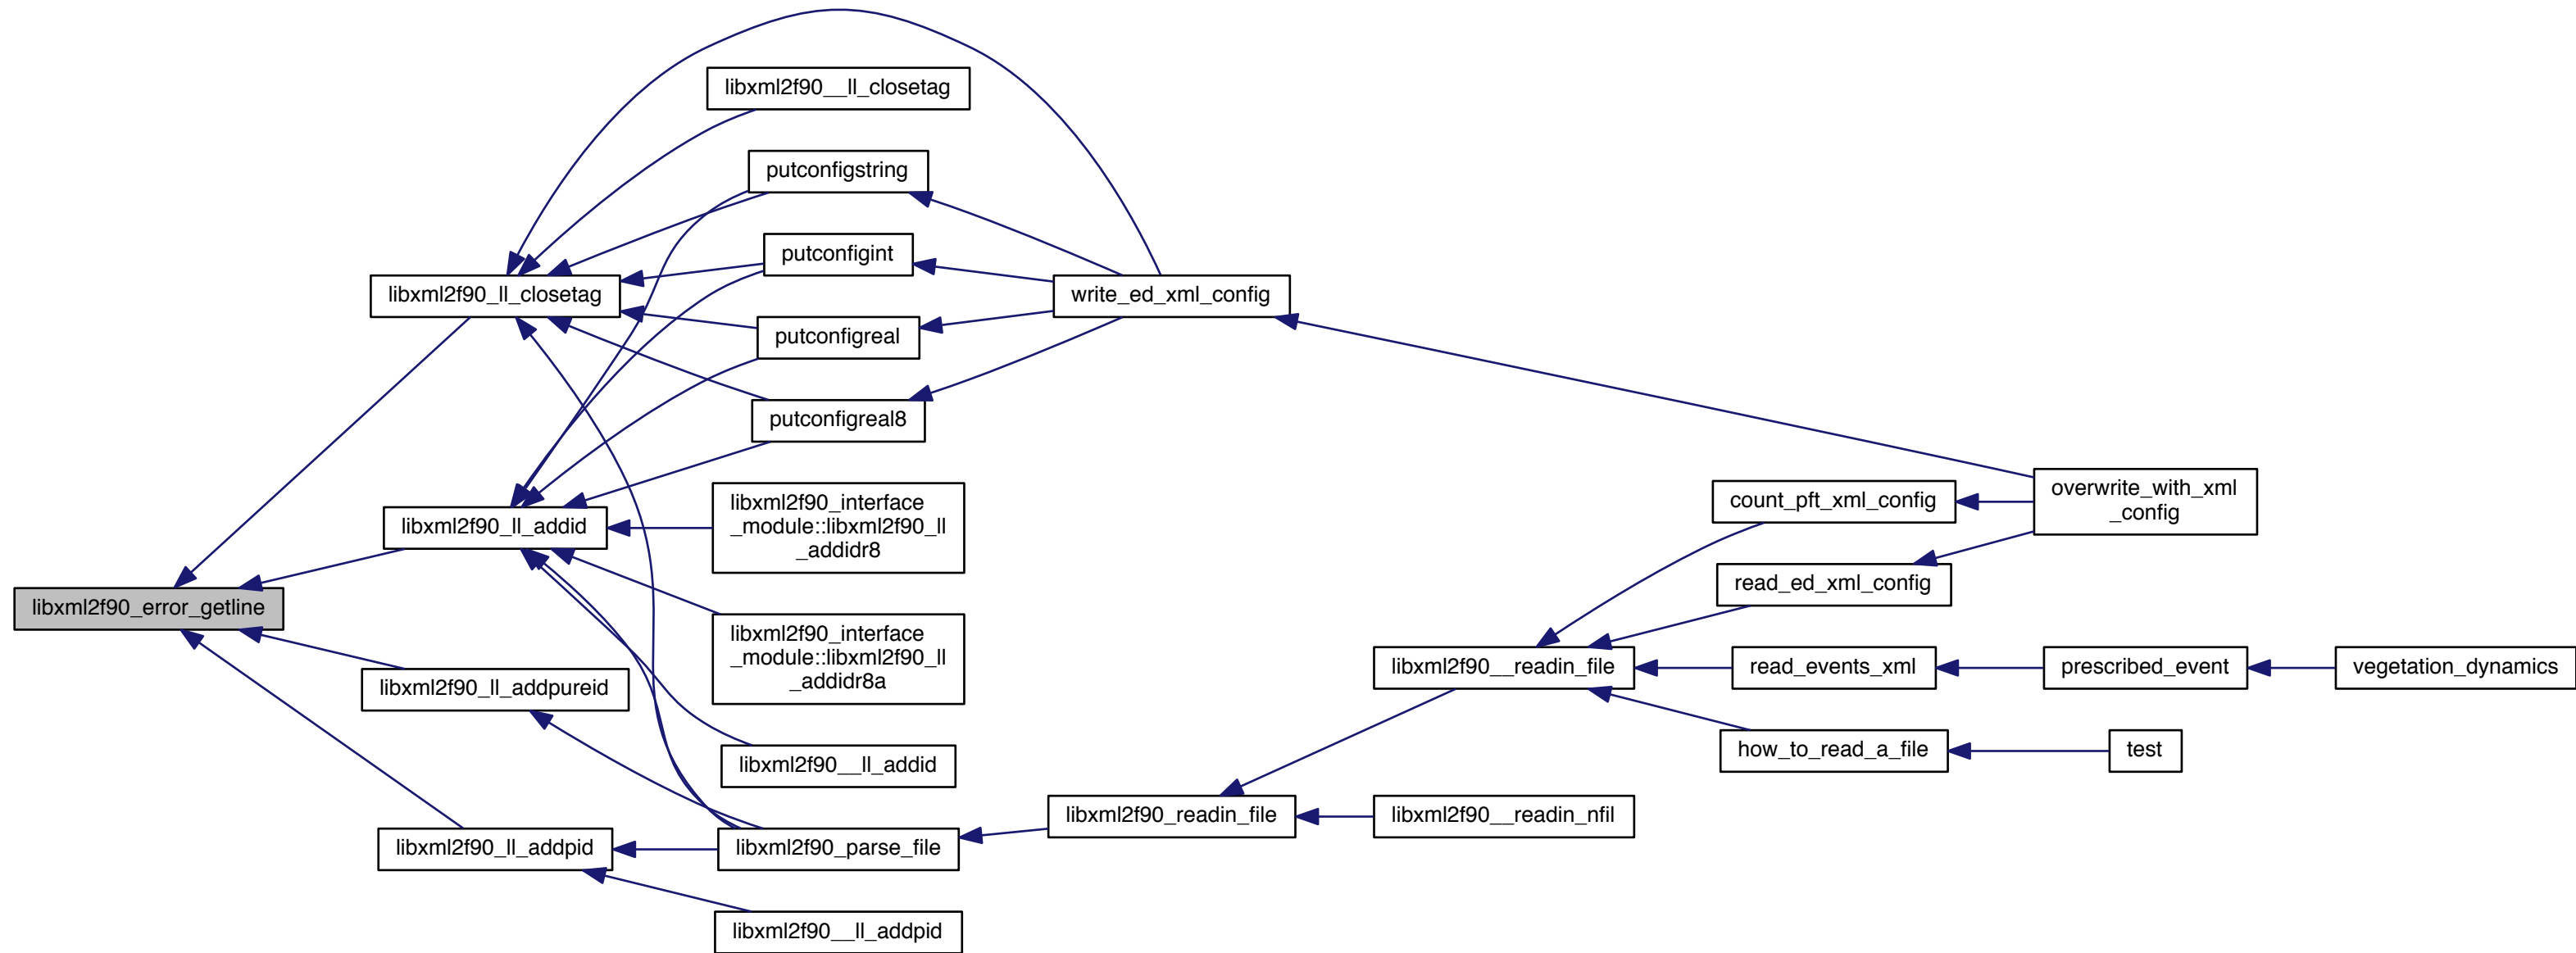 libxml2f90__ll_closetag
putconfigstring
putconfigint
libxml2f90_ll_closetag
write_ed_xml_config
putconfigreal
putconfigreal8
libxml2f90_interface
_module::libxml2f90_ll
_addidr8
libxml2f90_ll_addid
count_pft_xml_config
overwrite_with_xml
_config
read_ed_xml_config
libxml2f90_error_getline
libxml2f90_interface
_module::libxml2f90_ll
_addidr8a
libxml2f90_ll_addpureid
libxml2f90__readin_file
read_events_xml
prescribed_event
vegetation_dynamics
how_to_read_a_file
test
libxml2f90__ll_addid
libxml2f90_readin_file
libxml2f90__readin_nfil
libxml2f90_ll_addpid
libxml2f90_parse_file
libxml2f90__ll_addpid